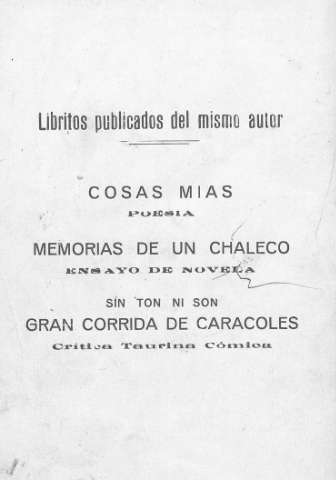 Libritos publicados del mismo autor
COSAS MIAS
POESIA
MEMORIAS DE UN CHALECO
ENSAYO DE NOVELA
SIN TON NI SON
GRAN CORRIDA DE CARACOLES
Crítica Taurina Cómica